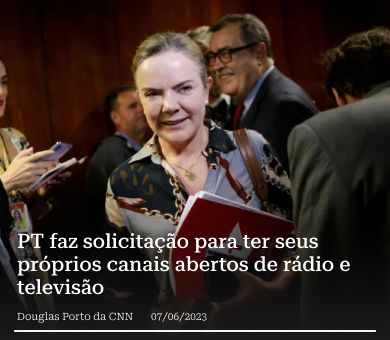 PT faz solicitação para ter seus
próprios canais abertos de rádio e
televisão
Douglas Porto da CNN 07/06/2023